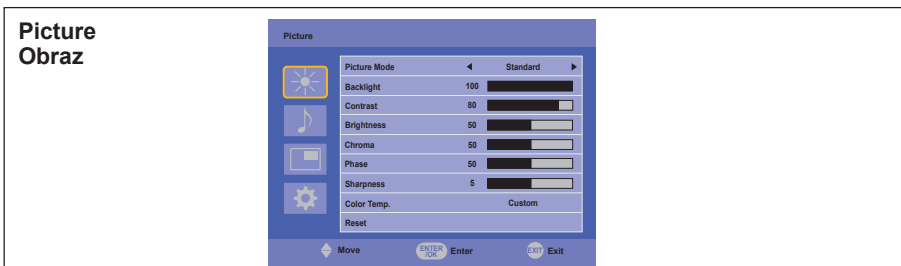 Picture
Obraz
Picture
Picture Mode Standard
Backlight 100
Contrast 80
Brightness 50
Chroma 50
Phase 50
Sharpness 5
Color Temp. Custom
Reset
Move ENTER/OK Enter EXIT Exit